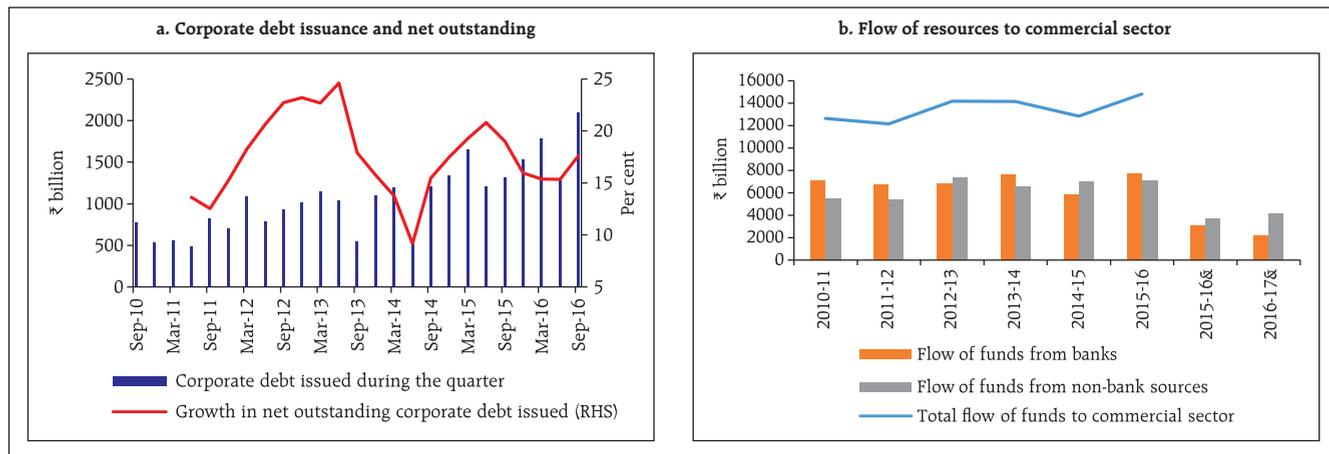 a. Corporate debt issuance and net outstanding
2500
2000
1500
1000
500
0
₹ billion
25
20
15
10
5
Per cent
Sep-10
Mar-11
Sep-11
Mar-12
Sep-12
Mar-13
Sep-13
Mar-14
Sep-14
Mar-15
Sep-15
Mar-16
Sep-16
Corporate debt issued during the quarter
Growth in net outstanding corporate debt issued (RHS)
b. Flow of resources to commercial sector
16000
14000
12000
10000
8000
6000
4000
2000
0
₹ billion
2010-11
2011-12
2012-13
2013-14
2014-15
2015-16
2015-16&
2016-17&
Flow of funds from banks
Flow of funds from non-bank sources
Total flow of funds to commercial sector